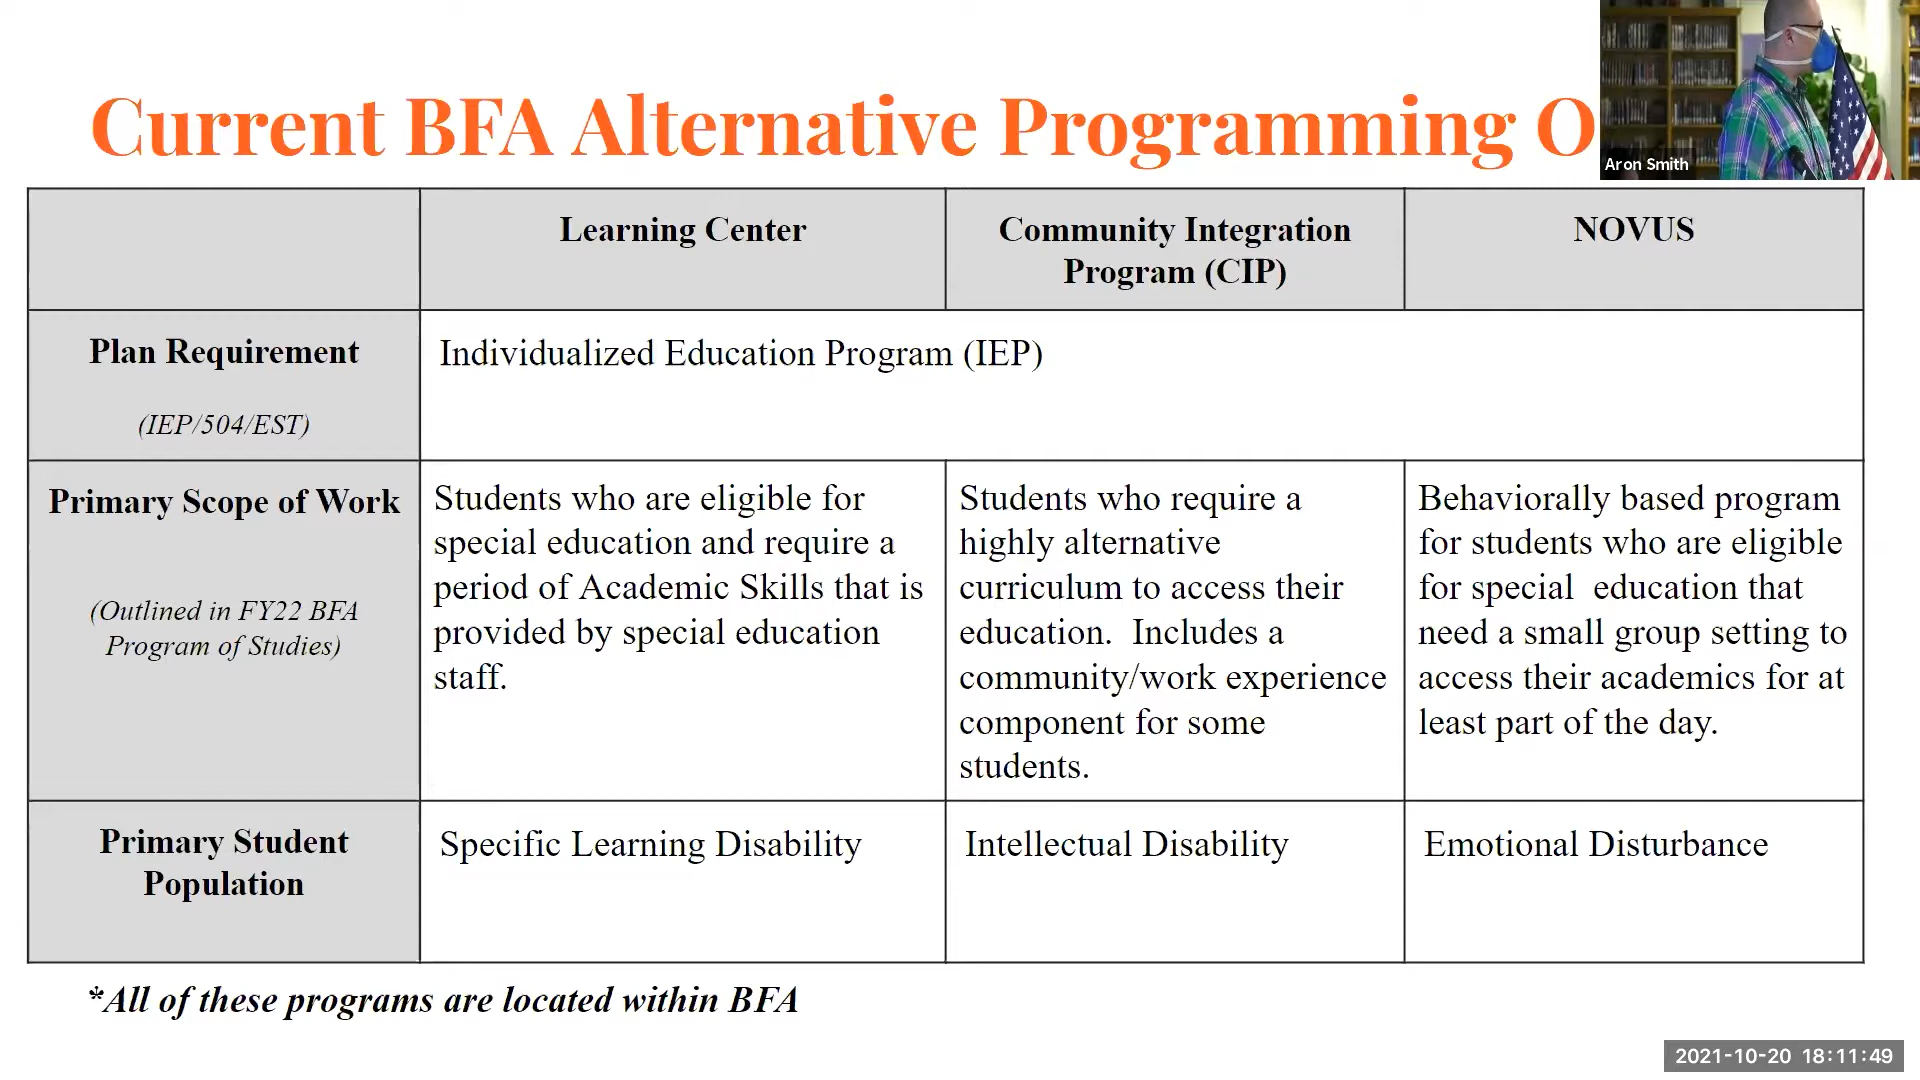 Current BFA Alternative Programming O
Aron Smith
Learning Center
Community Integration
Program (CIP)
NOVUS
Plan Requirement
(IEP/504/EST)
Individualized Education Program (IEP)
Primary Scope of Work
(Outlined in FY22 BFA
Program of Studies)
Students who are eligible for
special education and require a
period of Academic Skills that is
provided by special education
staff.
Students who require a
highly alternative
curriculum to access their
education.  Includes a
community/work experience
component for some
students.
Behaviorally based program
for students who are eligible
for special  education that
need a small group setting to
access their academics for at
least part of the day.
Primary Student
Population
Specific Learning Disability
Intellectual Disability
Emotional Disturbance
*All of these programs are located within BFA
2021-10-20 18:11:49